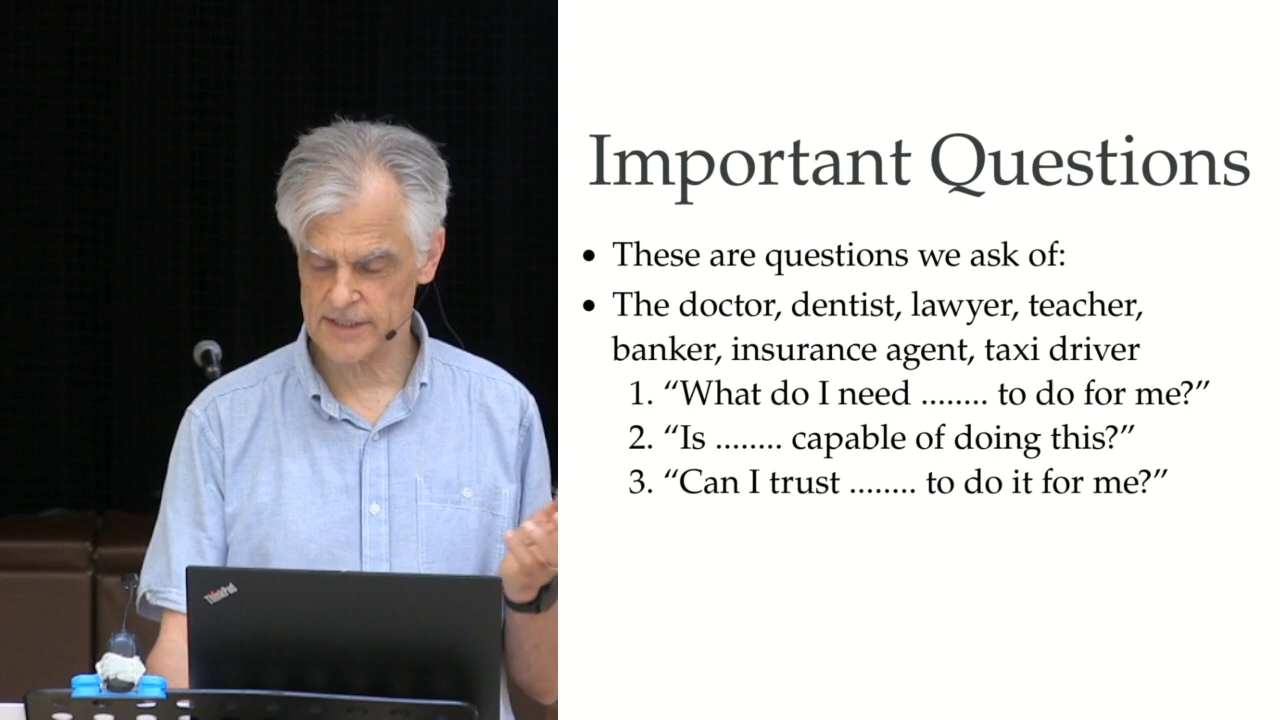 Important Questions
• These are questions we ask of:
• The doctor, dentist, lawyer, teacher,
banker, insurance agent, taxi driver
1. “What do I need ........ to do for me?”
2. “Is ........ capable of doing this?”
3. “Can I trust ........ to do it for me?”
ThinkPad